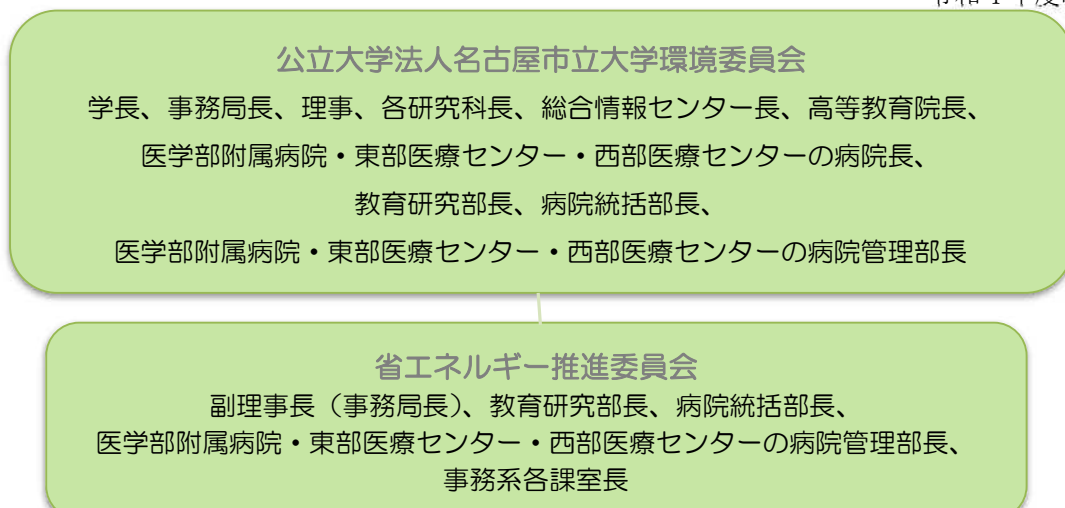 公立大学法人名古屋市立大学環境委員会
学長、事務局長、理事、各研究科長、総合情報センター長、高等教育院長、
医学部附属病院・東部医療センター・西部医療センターの病院長、
教育研究部長、病院統括部長、
医学部附属病院・東部医療センター・西部医療センターの病院管理部長
省エネルギー推進委員会
副理事長（事務局長）、教育研究部長、病院統括部長、
医学部附属病院・東部医療センター・西部医療センターの病院管理部長、
事務系各課室長